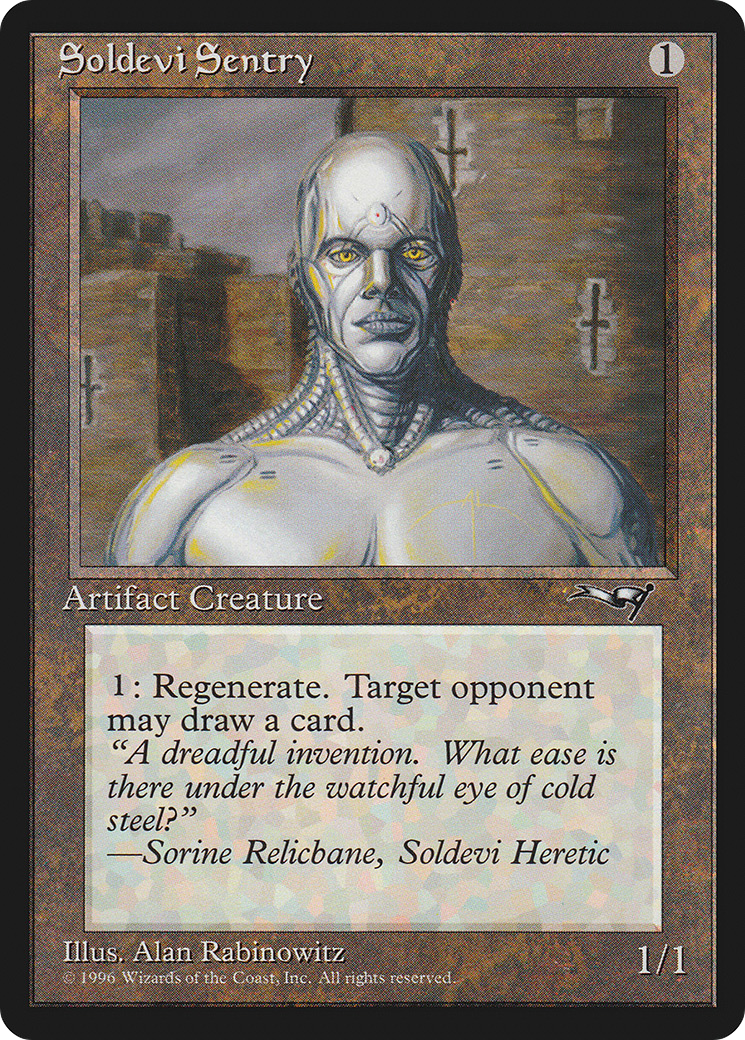 Soldevi Sentry
1
Artifact Creature
1: Regenerate. Target opponent
may draw a card.
“A dreadful invention. What ease is
there under the watchful eye of cold
steel?”
—Sorine Relicbane, Soldevi Heretic
Illus. Alan Rabinowitz
1/1
© 1996 Wizards of the Coast, Inc. All rights reserved.